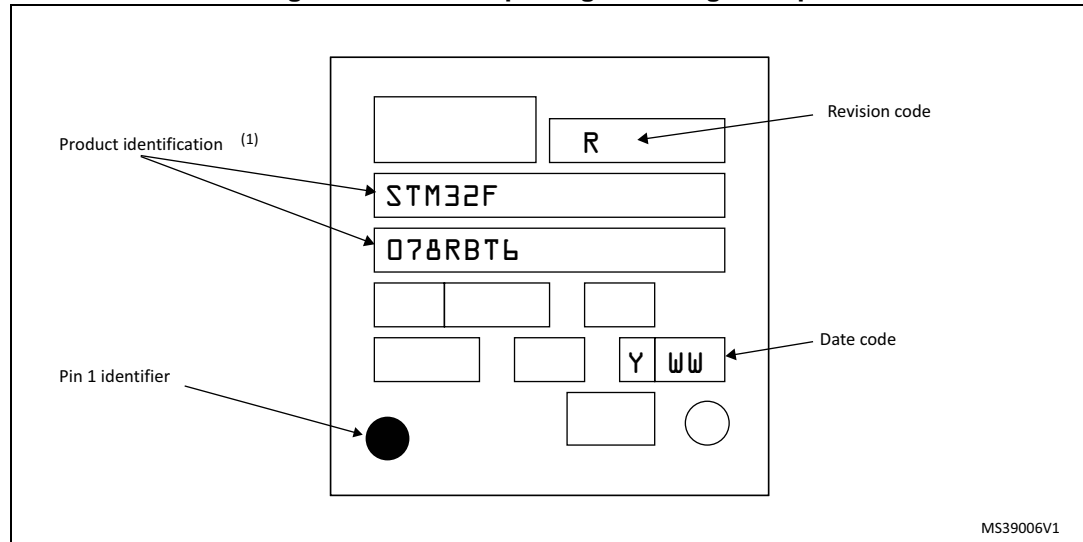 Revision code
R
Product identification (1)
STM32F
078RBT6
Date code
Y WW
Pin 1 identifier
MS39006V1